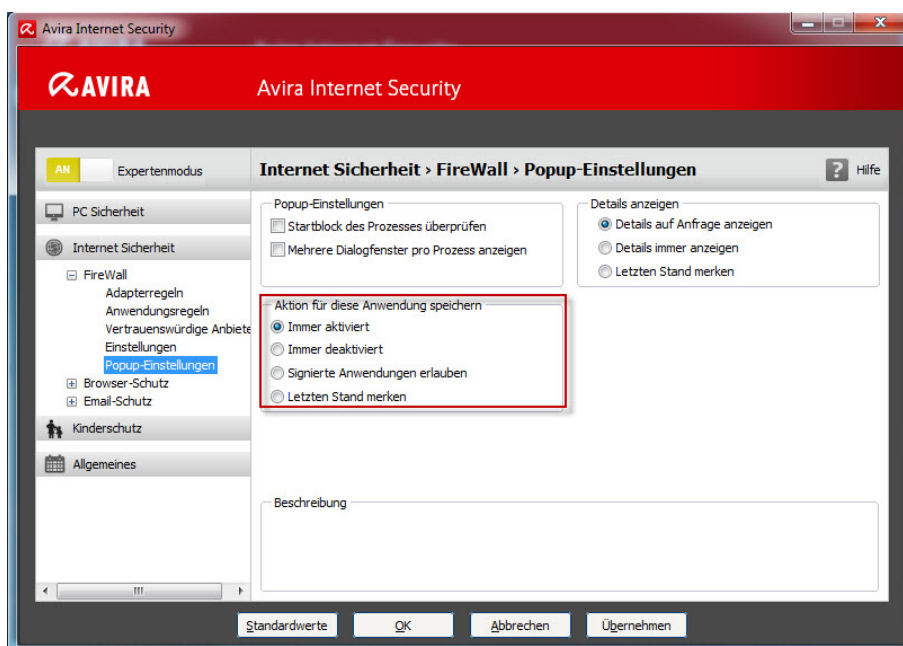 Avira Internet Security
AVIRA
Avira Internet Security
AN
Expertenmodus
Internet Sicherheit › FireWall › Popup-Einstellungen
? Hilfe
PC Sicherheit
Internet Sicherheit
FireWall
Adapterregeln
Anwendungsregeln
Vertrauenswürdige Anbiete
Einstellungen
Popup-Einstellungen
Browser-Schutz
Email-Schutz
Kinderschutz
Allgemeines
Popup-Einstellungen
Startblock des Prozesses überprüfen
Mehrere Dialogfenster pro Prozess anzeigen
Details anzeigen
Details auf Anfrage anzeigen
Details immer anzeigen
Letzten Stand merken
Aktion für diese Anwendung speichern
Immer aktiviert
Immer deaktiviert
Signierte Anwendungen erlauben
Letzten Stand merken
Beschreibung
Standardwerte
OK
Abbrechen
Übernehmen